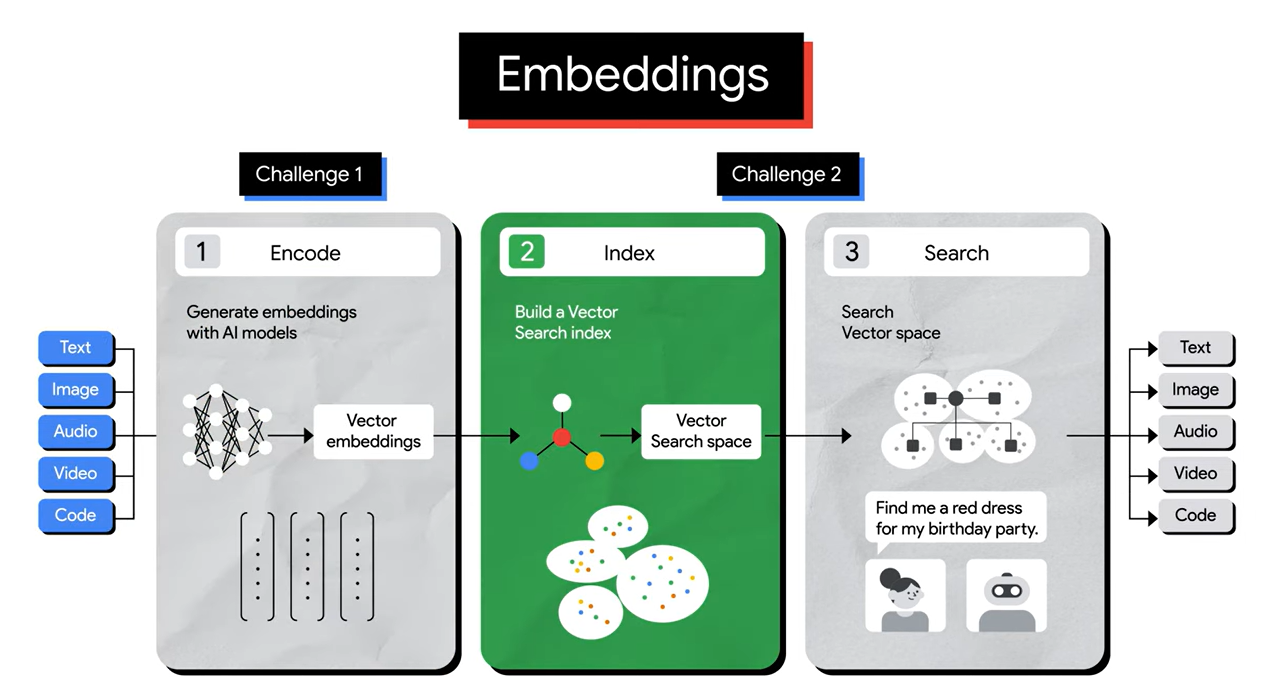 Embeddings
Challenge 1
Challenge 2
1
Encode
2
Index
3
Search
Generate embeddings
with AI models
Build a Vector
Search index
Search
Vector space
Text
Image
Audio
Video
Code
Vector
embeddings
Vector
Search space
Find me a red dress
for my birthday party.
Text
Image
Audio
Video
Code